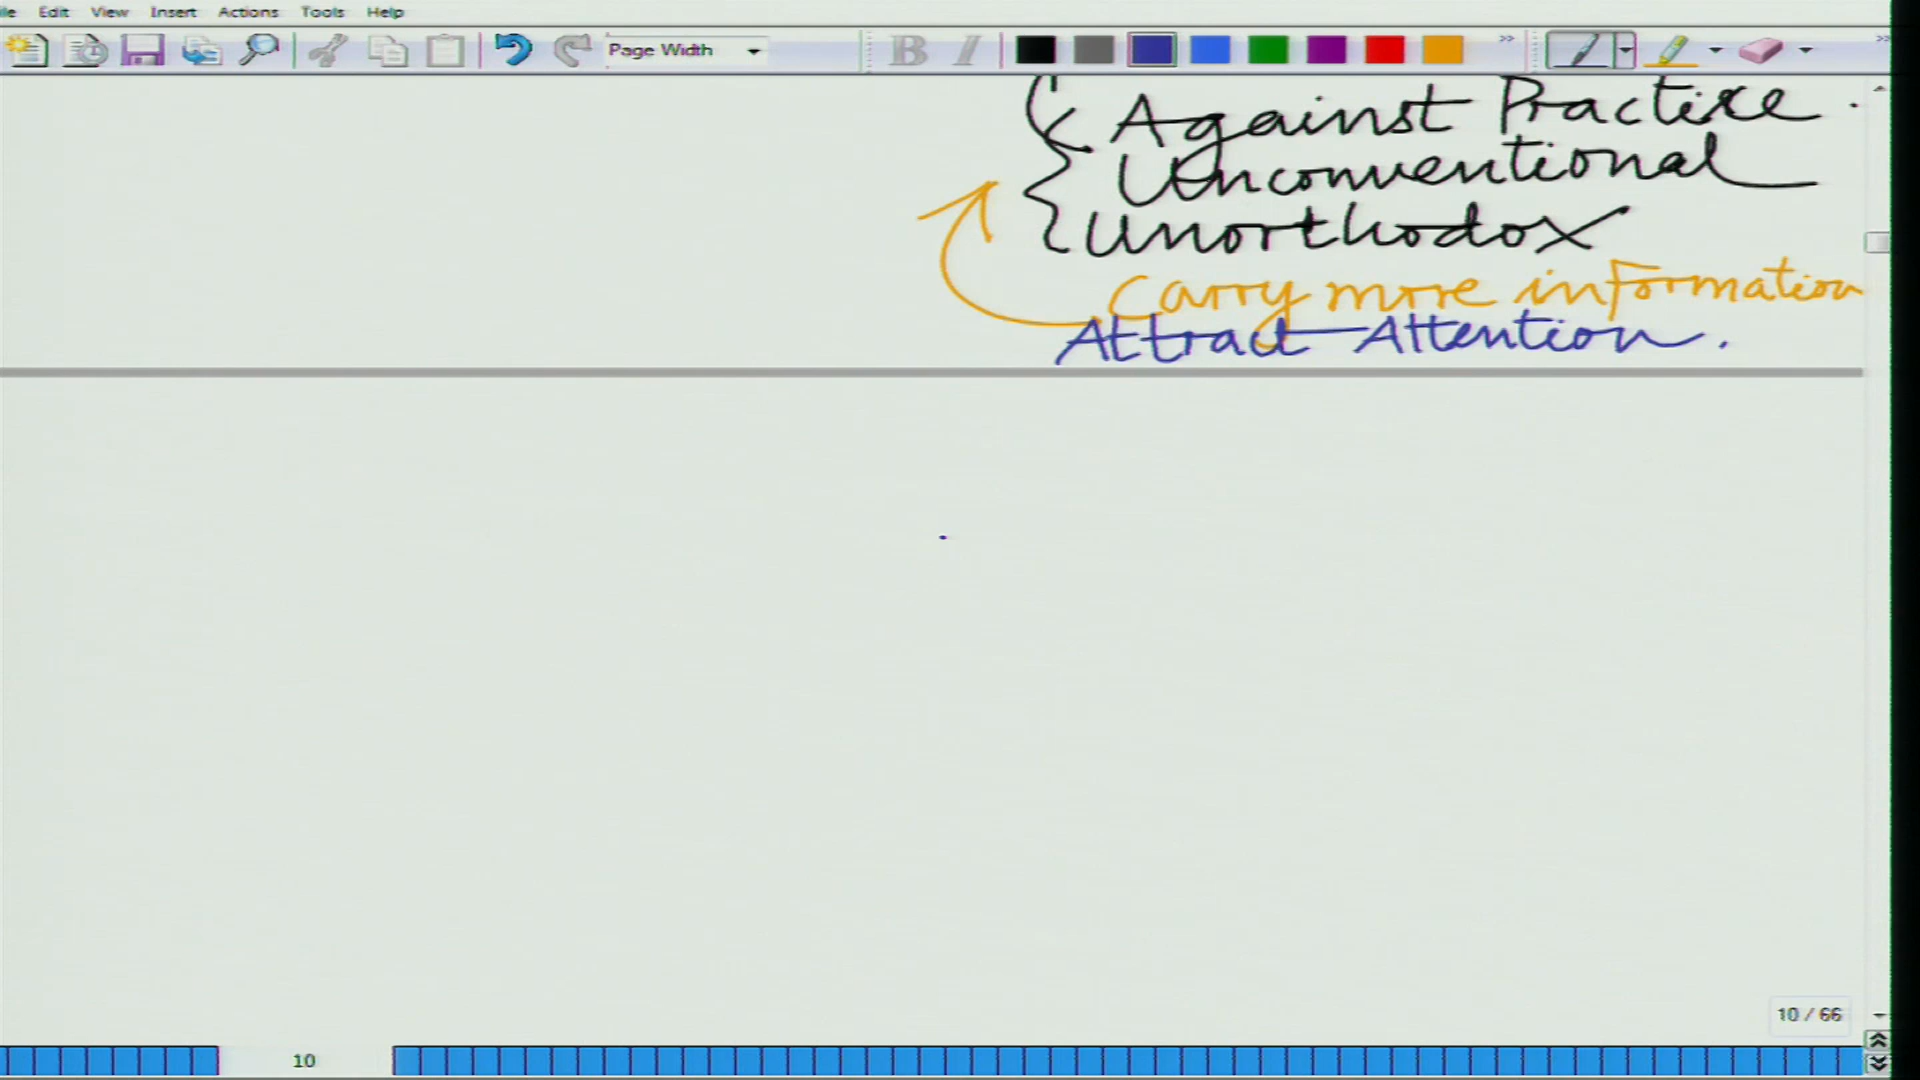 Edit View Insert Actions Tools Help
Page Width
B I
Against Practice.
Unconventional
Unorthodox
Carry more information
Attract Attention.
10 / 66
10